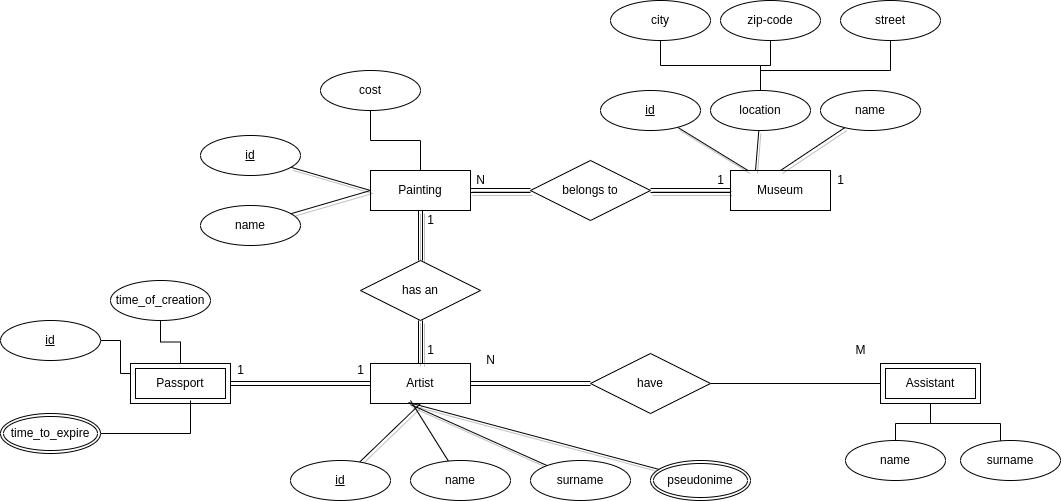 city
zip-code
street
cost
id
location
name
id
Painting
N
belongs to
1
Museum
1
name
1
has an
time_of_creation
id
1
N
M
Passport
1
1
Artist
have
Assistant
time_to_expire
id
name
surname
pseudonime
name
surname